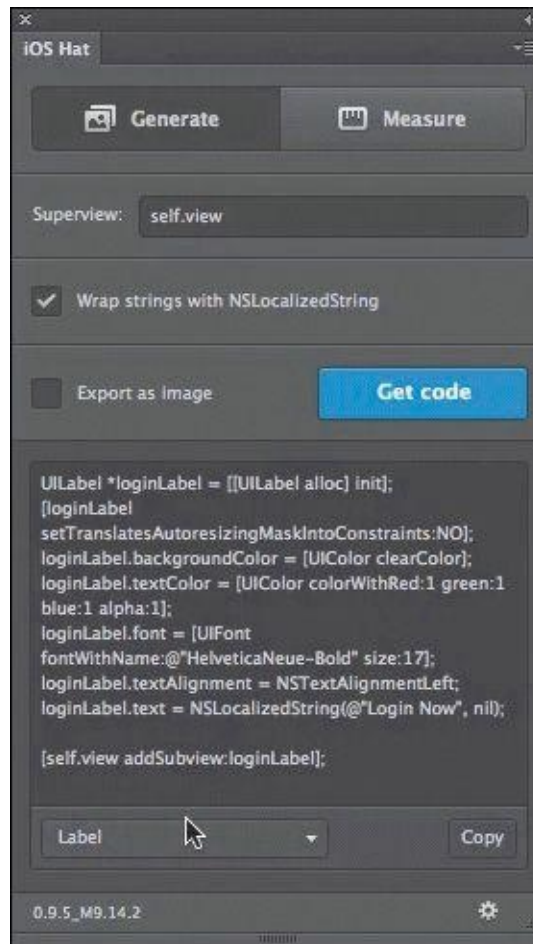 iOS Hat
Generate
Measure
Superview: self.view
Wrap strings with NSLocalizedString
Export as image
Get code
UILabel *loginLabel = [[UILabel alloc] init];
[loginLabel
setTranslatesAutoresizingMaskIntoConstraints:NO];
loginLabel.backgroundColor = [UIColor clearColor];
loginLabel.textColor = [UIColor colorWithRed:1 green:1
blue:1 alpha:1];
loginLabel.font = [UIFont
fontWithName:@"HelveticaNeue-Bold" size:17];
loginLabel.textAlignment = NSTextAlignmentLeft;
loginLabel.text = NSLocalizedString(@"Login Now", nil);
[self.view addSubview:loginLabel];
Label
Copy
0.9.5_M9.14.2